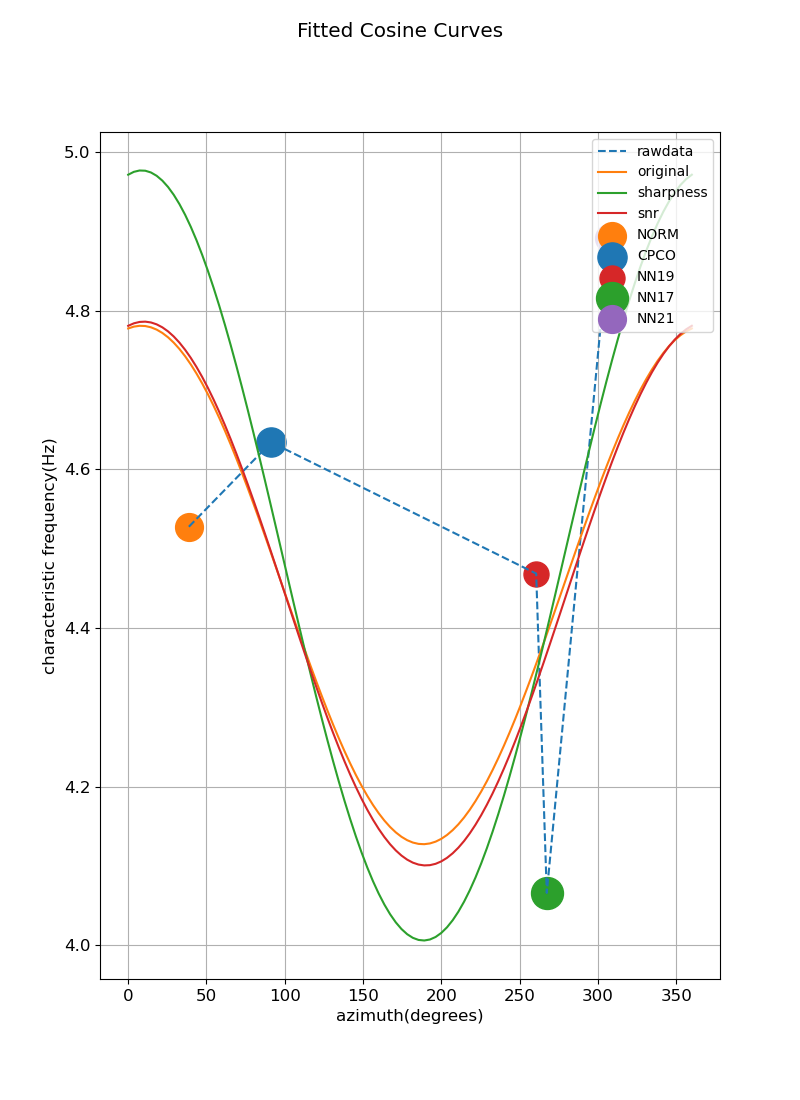 Fitted Cosine Curves
5.0
4.8
4.6
4.4
4.2
4.0
characteristic frequency(Hz)
0 50 100 150 200 250 300 350
azimuth(degrees)
rawdata
original
sharpness
snr
NORM
CPCO
NN19
NN17
NN21